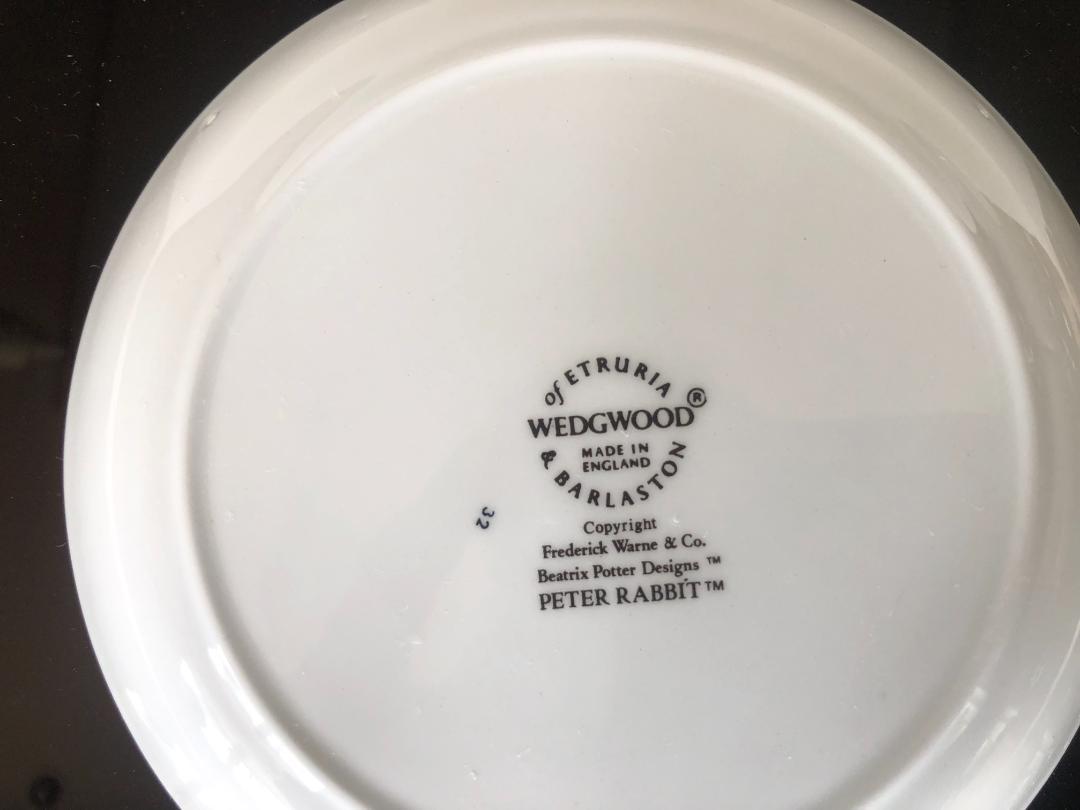 of ETRURIA
WEDGWOOD®
MADE IN
ENGLAND
& BARLASTON
32
Copyright
Frederick Warne & Co.
Beatrix Potter Designs ™
PETER RABBIT™